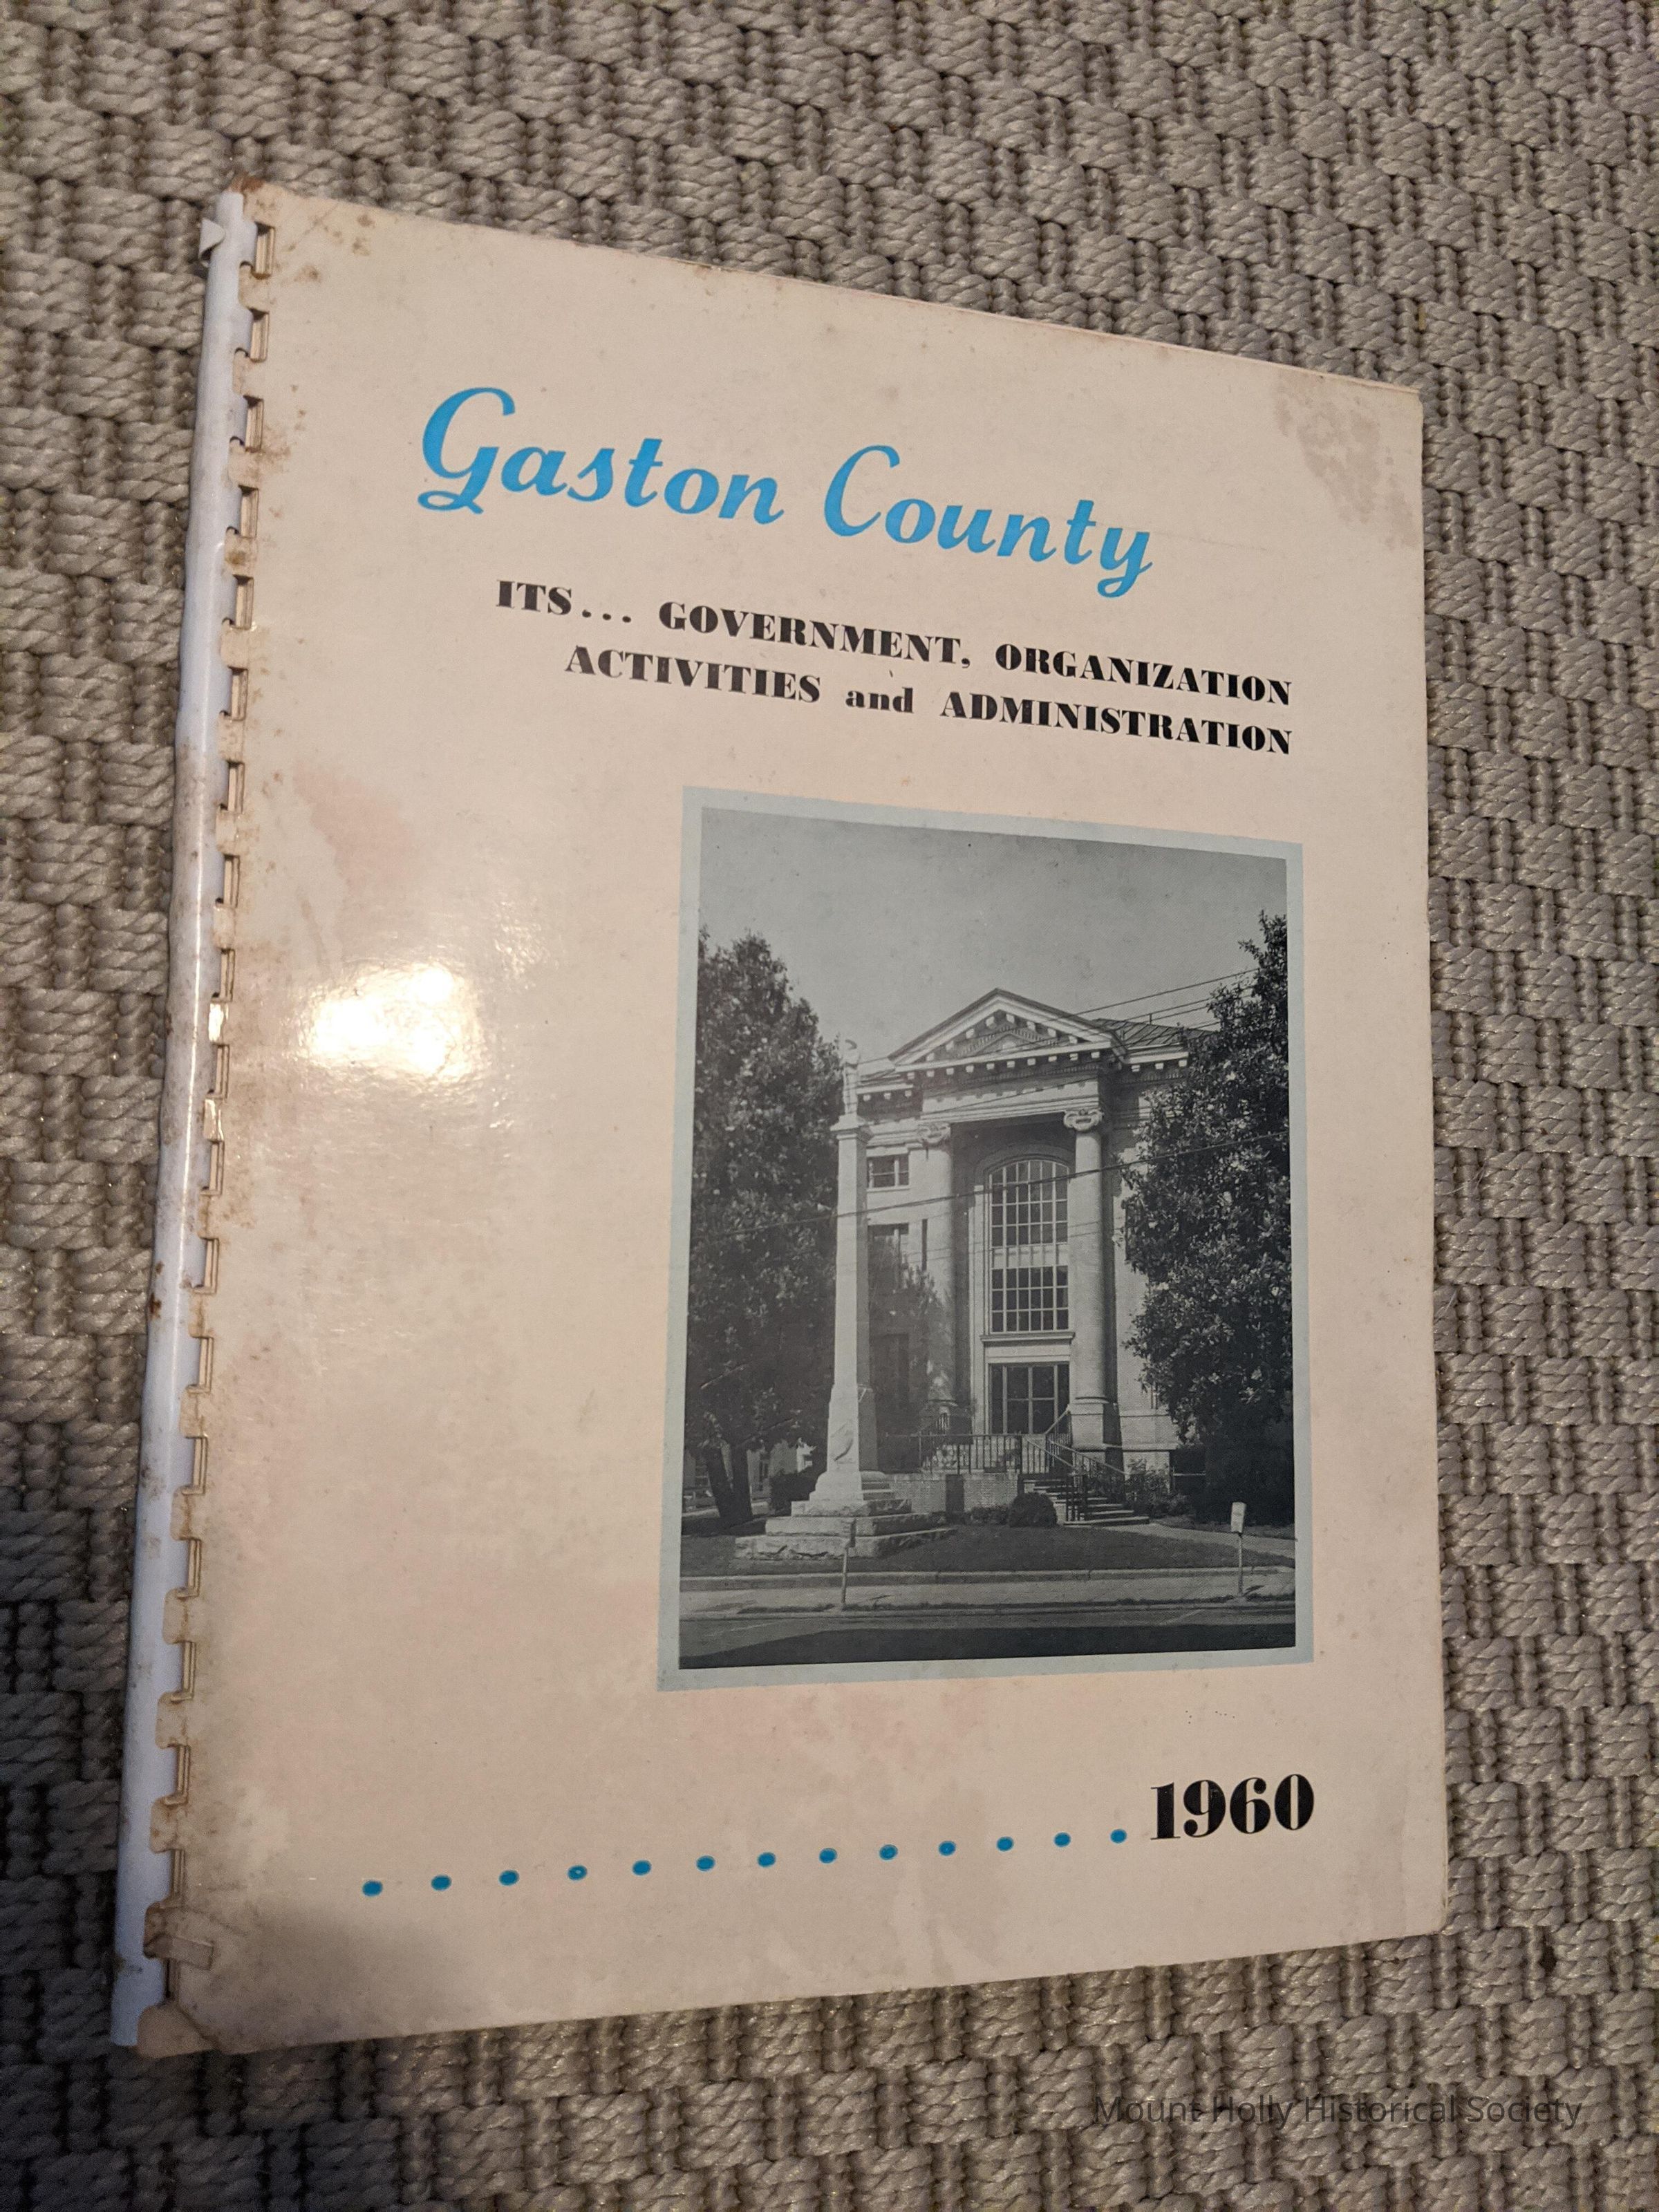 Gaston County
ITS... GOVERNMENT, ORGANIZATION
ACTIVITIES and ADMINISTRATION
1960
Mount Holly Historical Society